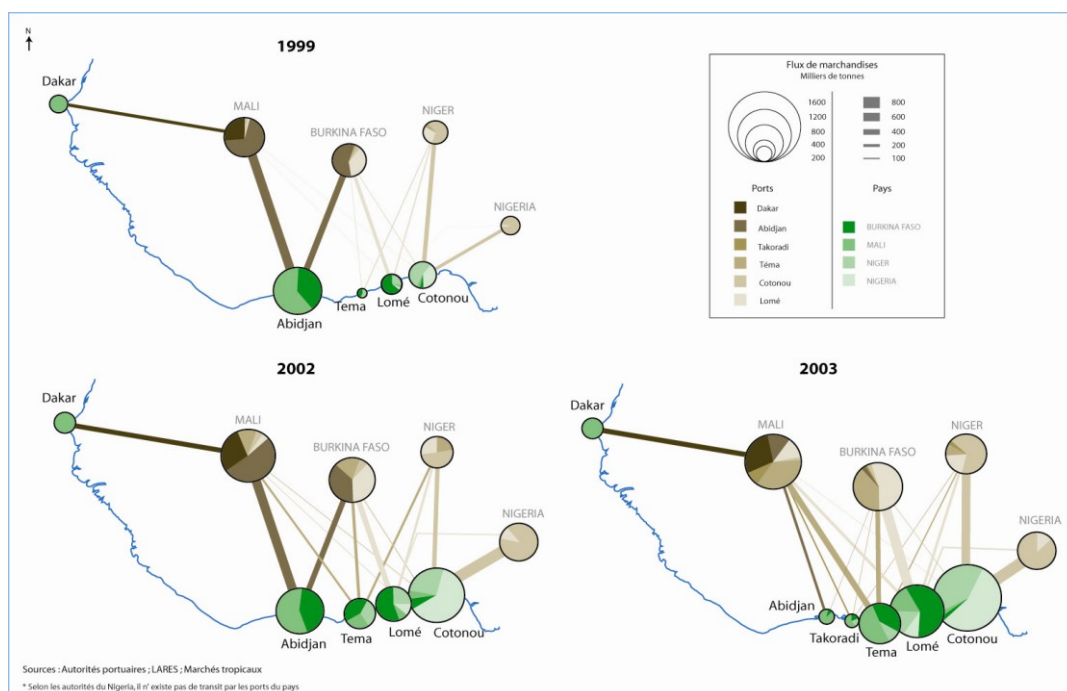 N
1999
Dakar
MALI
BURKINA FASO
NIGER
NIGERIA
Abidjan
Tema
Lomé
Cotonou
Flux de marchandises
Milliers de tonnes
1600
1200
800
400
200
800
600
400
200
100
Ports
Pays
Dakar
Abidjan
Takoradi
Téma
Cotonou
Lomé
BURKINA FASO
MALI
NIGER
NIGERIA
2002
Dakar
MALI
BURKINA FASO
NIGER
NIGERIA
Abidjan
Tema
Lomé
Cotonou
2003
Dakar
MALI
BURKINA FASO
NIGER
NIGERIA
Abidjan
Takoradi
Tema
Lomé
Cotonou
Sources : Autorités portuaires ; LARES ; Marchés tropicaux
* Selon les autorités du Nigeria, il n' existe pas de transit par les ports du pays